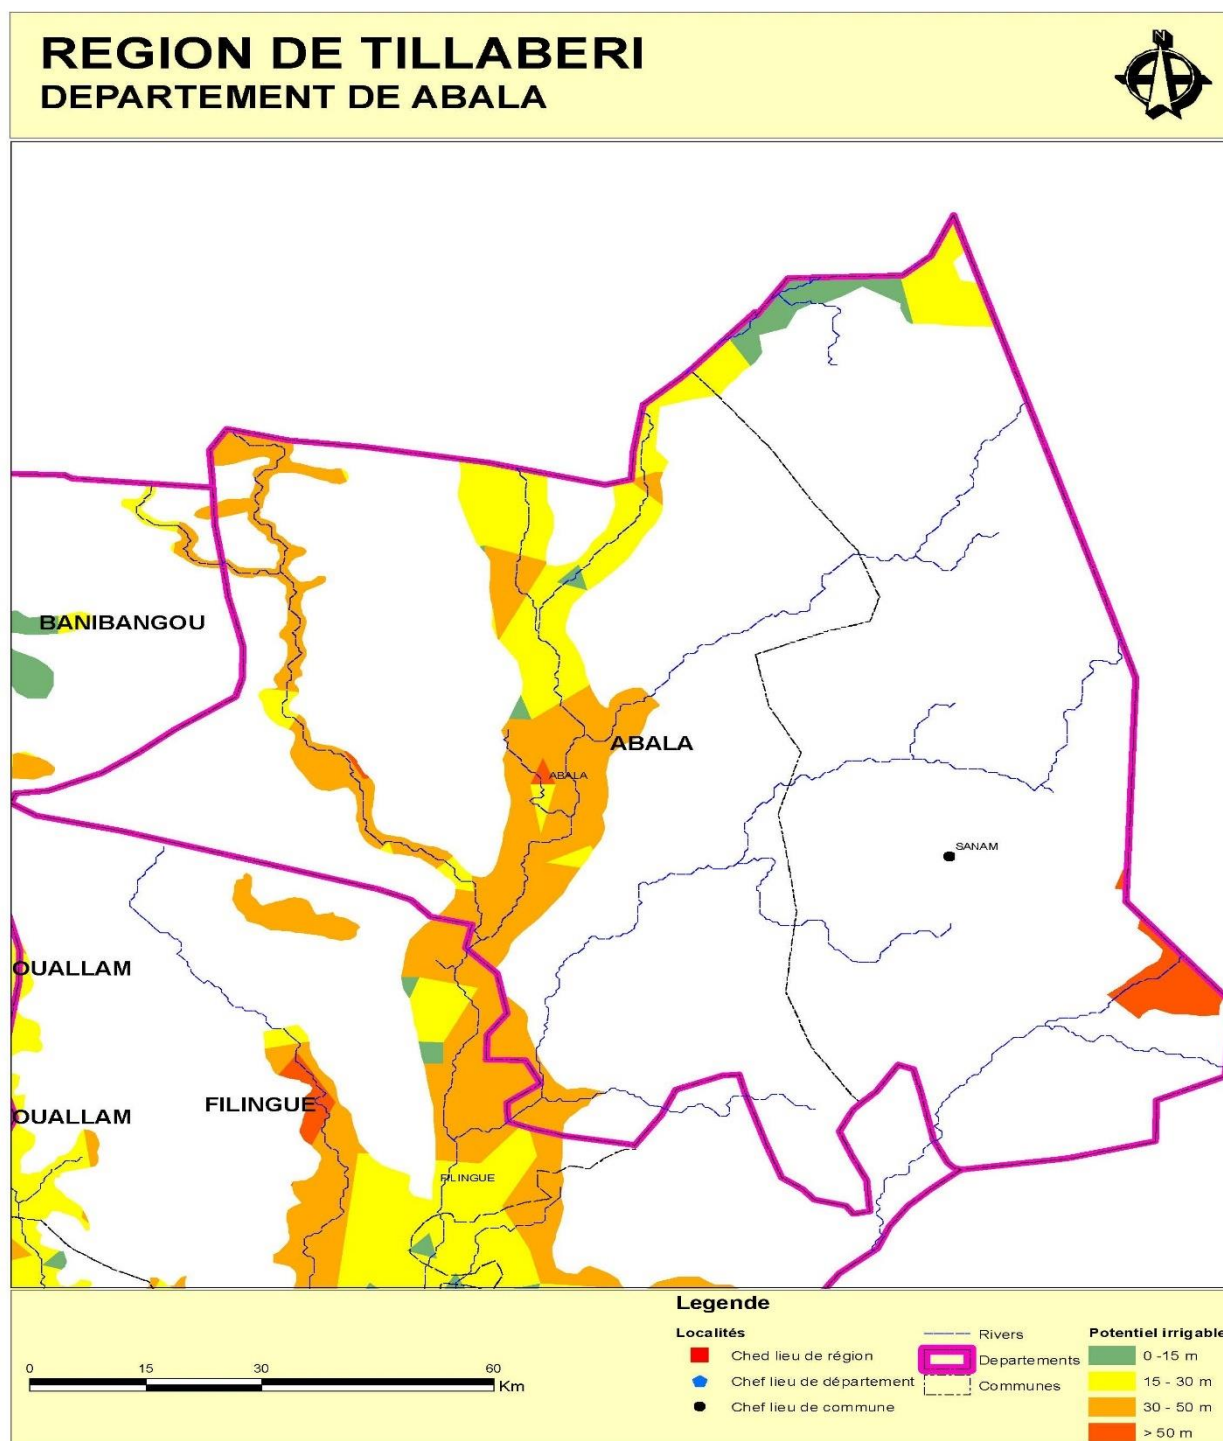 REGION DE TILLABERI
DEPARTEMENT DE ABALA
N
BANIBANGOU
ABALA
ABALA
SANAM
OUALLAM
FILINGUE
OUALLAM
FILINGUE
Legende
Localités
Ched lieu de région
Chef lieu de département
Chef lieu de commune
Rivers
Departements
Communes
Potentiel irrigable
0 -15 m
15 - 30 m
30 - 50 m
> 50 m
0 15 30 60
Km